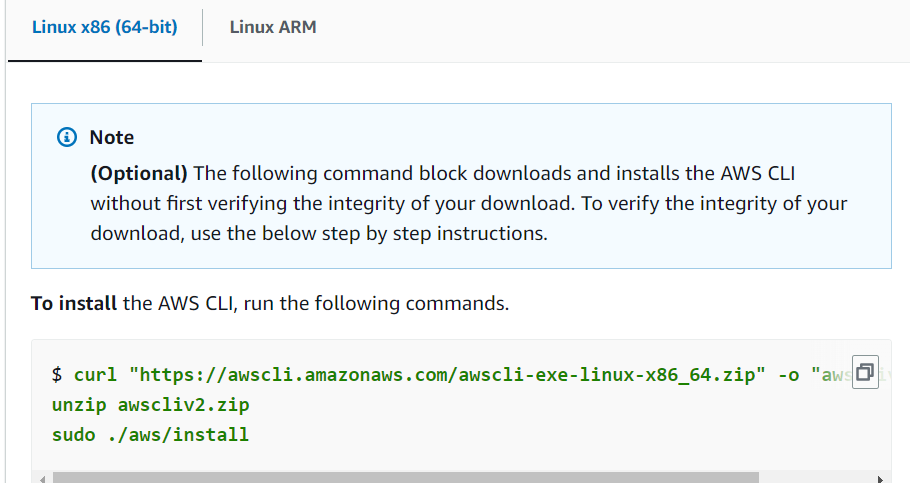 Linux x86 (64-bit) Linux ARM
Note
(Optional) The following command block downloads and installs the AWS CLI
without first verifying the integrity of your download. To verify the integrity of your
download, use the below step by step instructions.
To install the AWS CLI, run the following commands.
$ curl "https://awscli.amazonaws.com/awscli-exe-linux-x86_64.zip" -o
unzip awscliv2.zip
sudo ./aws/install